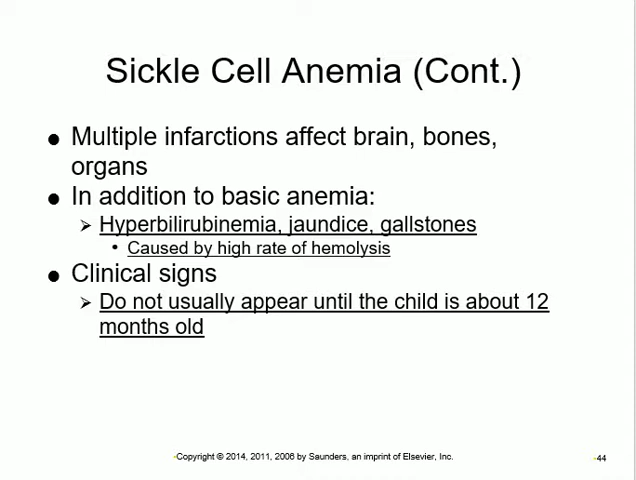 Sickle Cell Anemia (Cont.)
● Multiple infarctions affect brain, bones,
organs
● In addition to basic anemia:
➢ Hyperbilirubinemia, jaundice, gallstones
• Caused by high rate of hemolysis
● Clinical signs
➢ Do not usually appear until the child is about 12
months old
•Copyright © 2014, 2011, 2006 by Saunders, an imprint of Elsevier, Inc.
•44